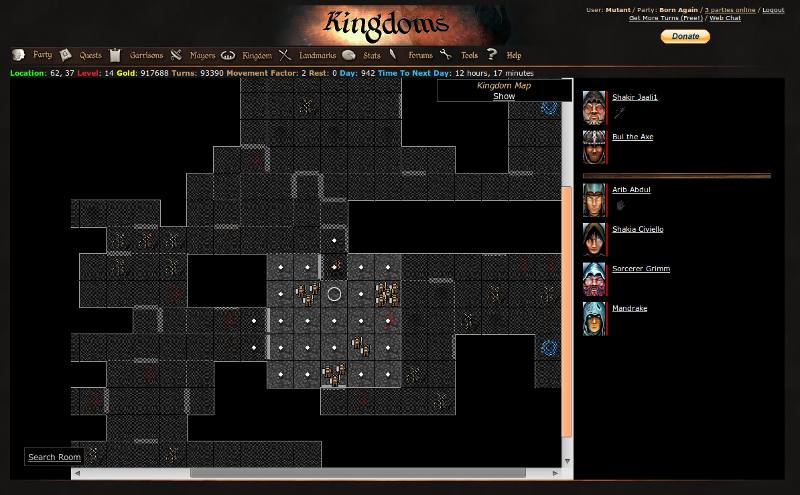 Kingdoms
User: Mutant / Party: Born Again / 3 parties online / Logout
Get More Turns (Free!) / Web Chat
Donate
Party Quests Garrisons Mayors Kingdom Landmarks Stats Forums Tools Help
Location: 62, 37 Level: 14 Gold: 917688 Turns: 93390 Movement Factor: 2 Rest: 0 Day: 942 Time To Next Day: 12 hours, 17 minutes
Kingdom Map
Show
Shakir Jaali1
Bui the Axe
Arib Abdul
Shakia Civiello
Sorcerer Grimm
Mandrake
Search Room